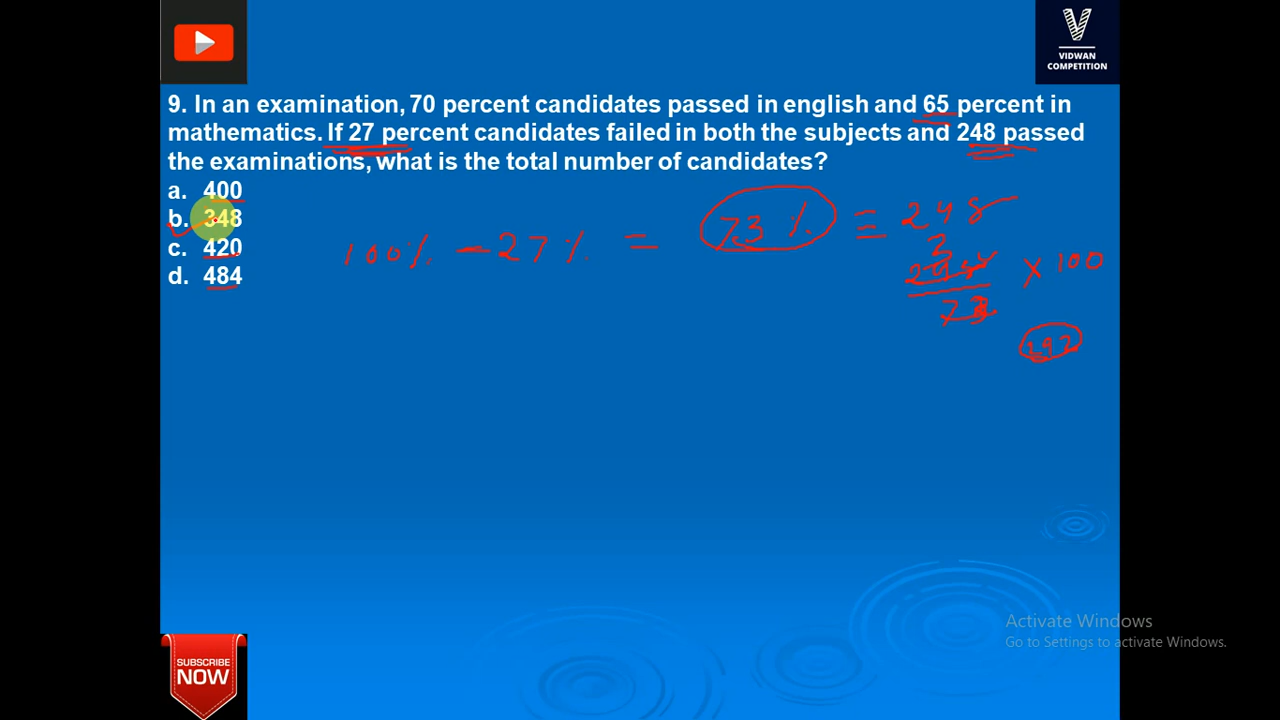 VIDWAN
COMPETITION
9. In an examination, 70 percent candidates passed in english and 65 percent in
mathematics. If 27 percent candidates failed in both the subjects and 248 passed
the examinations, what is the total number of candidates?
a. 400
b. 348
c. 420
d. 484
100% - 27% = 73% = 248
× 100
292
Activate Windows
Go to Settings to activate Windows.
SUBSCRIBE
NOW